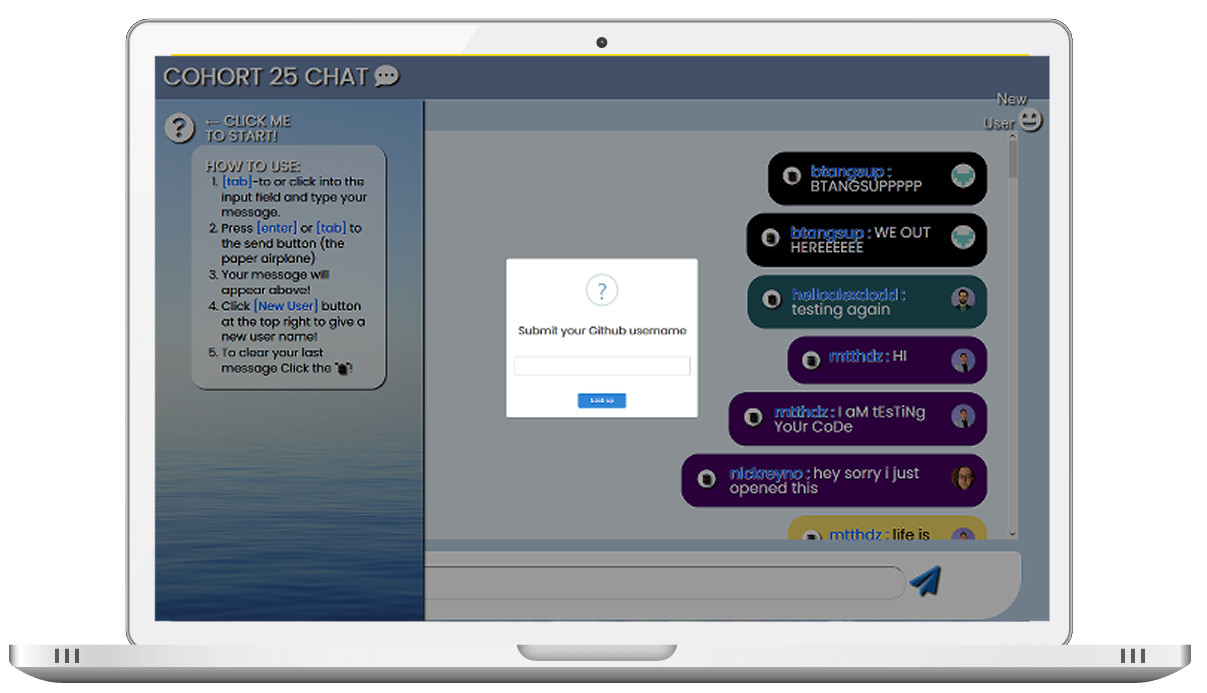 COHORT 25 CHAT
New
User
← CLICK ME
TO START!
HOW TO USE:
1. [tab]-to or click into the
input field and type your
message.
2. Press [enter] or [tab] to
the send button (the
paper airplane)
3. Your message will
appear above!
4. Click [New User] button
at the top right to give a
new user name!
5. To clear your last
message Click the !
btangsup :
BTANGSUPPPPP
btangsup : WE OUT
HEREEEEEE
helloalexdodd :
testing again
mtthdz : HI
mtthdz : I aM tEsTiNg
YoUr CoDe
nickreyno : hey sorry i just
opened this
mtthdz : life is
?
Submit your Github username
Look up